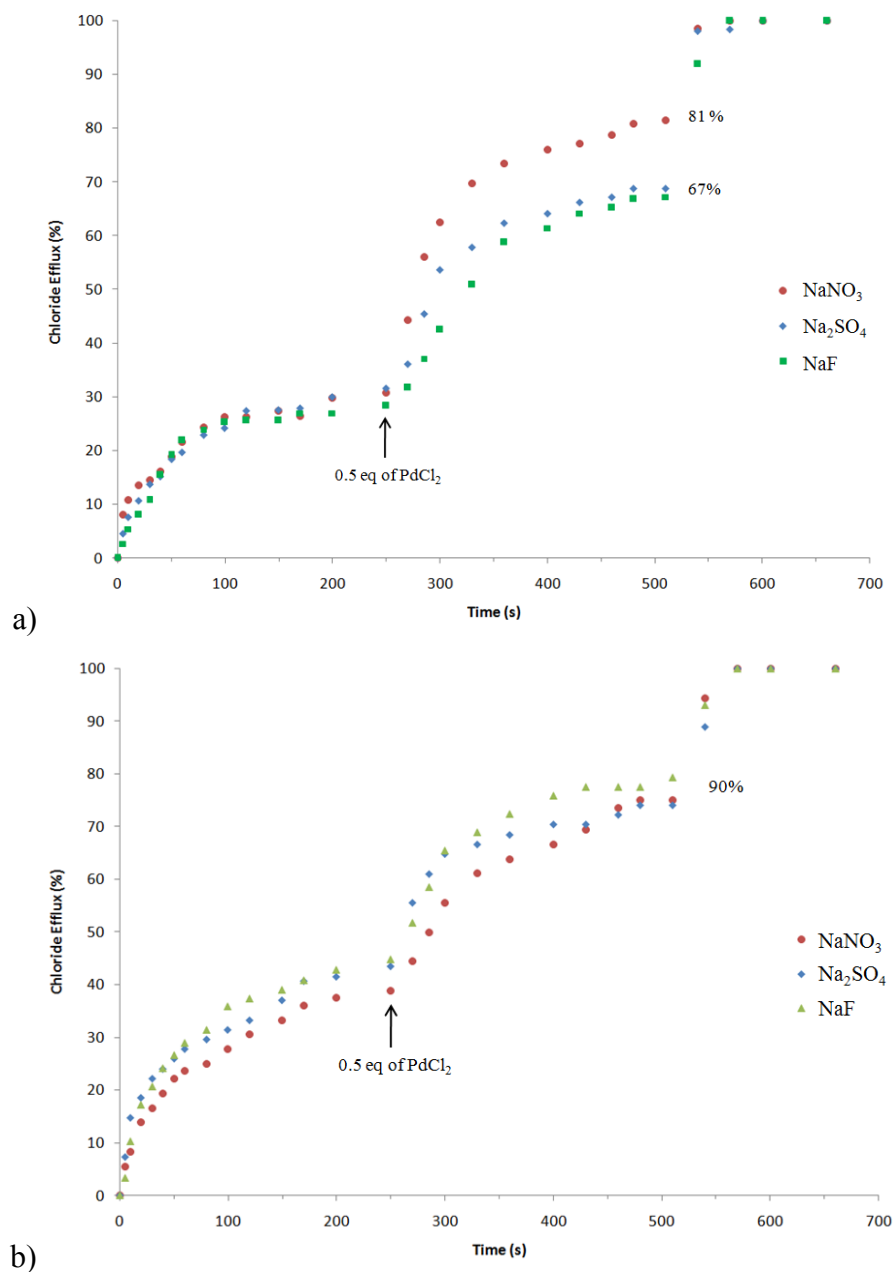 100
90
80
70
60
50
40
30
20
10
0
Chloride Efflux (%)
81 %
67%
NaNO₃
Na₂SO₄
NaF
0.5 eq of PdCl₂
0 100 200 300 400 500 600 700
Time (s)
a)
100
90
80
70
60
50
40
30
20
10
0
Chloride Efflux (%)
90%
NaNO₃
Na₂SO₄
NaF
0.5 eq of PdCl₂
0 100 200 300 400 500 600 700
Time (s)
b)